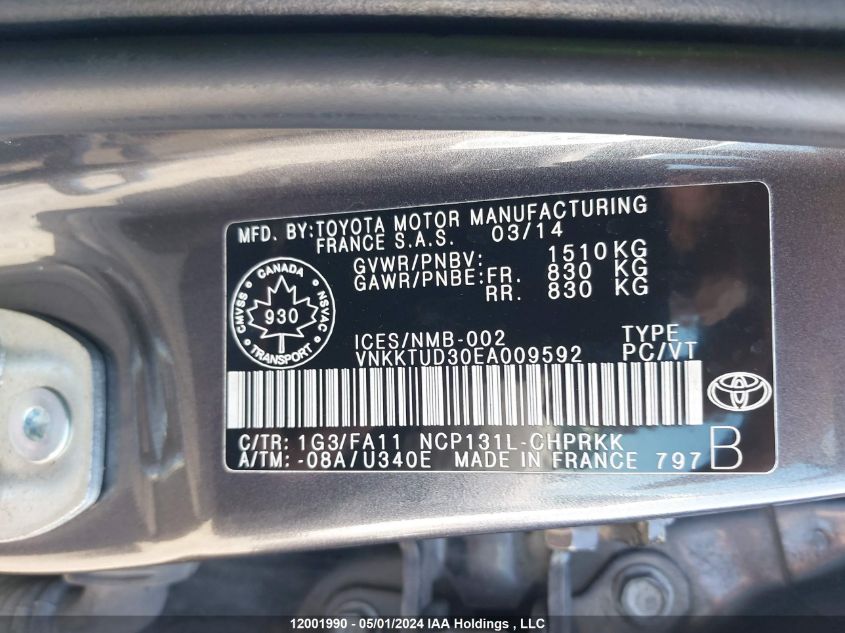 MFD. BY:TOYOTA MOTOR MANUFACTURING
FRANCE S.A.S. 03/14
GVWR/PNBV: 1510KG
GAWR/PNBE:FR. 830 KG
RR. 830 KG
CANADA
CMVSS 930 NSVAC
TRANSPORT
ICES/NMB-002 TYPE
VNKKTUD30EA009592 PC/VT
C/TR: 1G3/FA11 NCP131L-CHPRKK
A/TM: -08A/U340E MADE IN FRANCE 797 B
12001990 - 05/01/2024 IAA Holdings , LLC